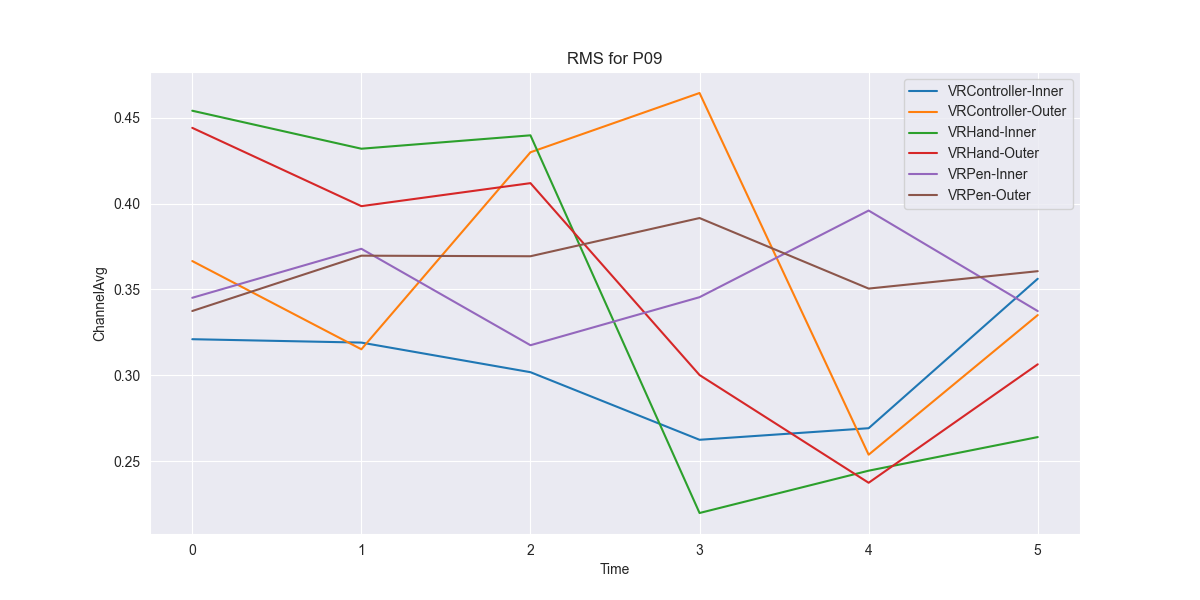 RMS for P09
VRController-Inner
VRController-Outer
VRHand-Inner
VRHand-Outer
VRPen-Inner
VRPen-Outer
ChannelAvg
0.45
0.40
0.35
0.30
0.25
0 1 2 3 4 5
Time